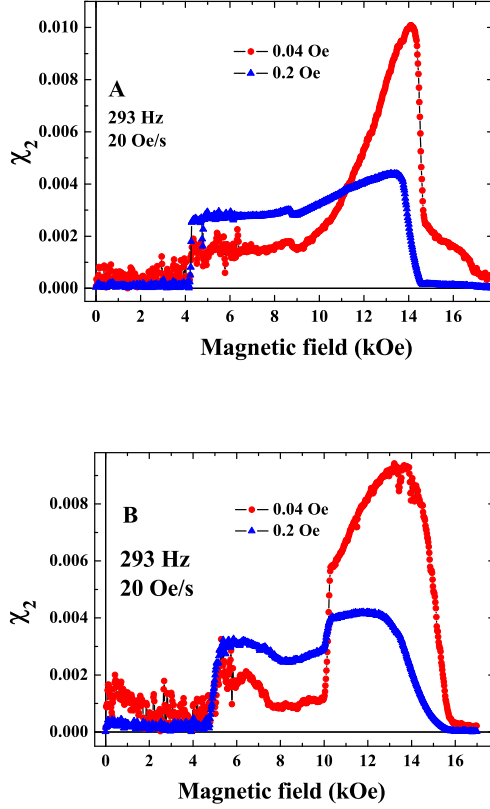 0.010
0.008
0.006
0.004
0.002
0.000
χ2
A
293 Hz
20 Oe/s
0.04 Oe
0.2 Oe
0 2 4 6 8 10 12 14 16
Magnetic field (kOe)
0.008
0.006
0.004
0.002
0.000
χ2
B
293 Hz
20 Oe/s
0.04 Oe
0.2 Oe
0 2 4 6 8 10 12 14 16
Magnetic field (kOe)